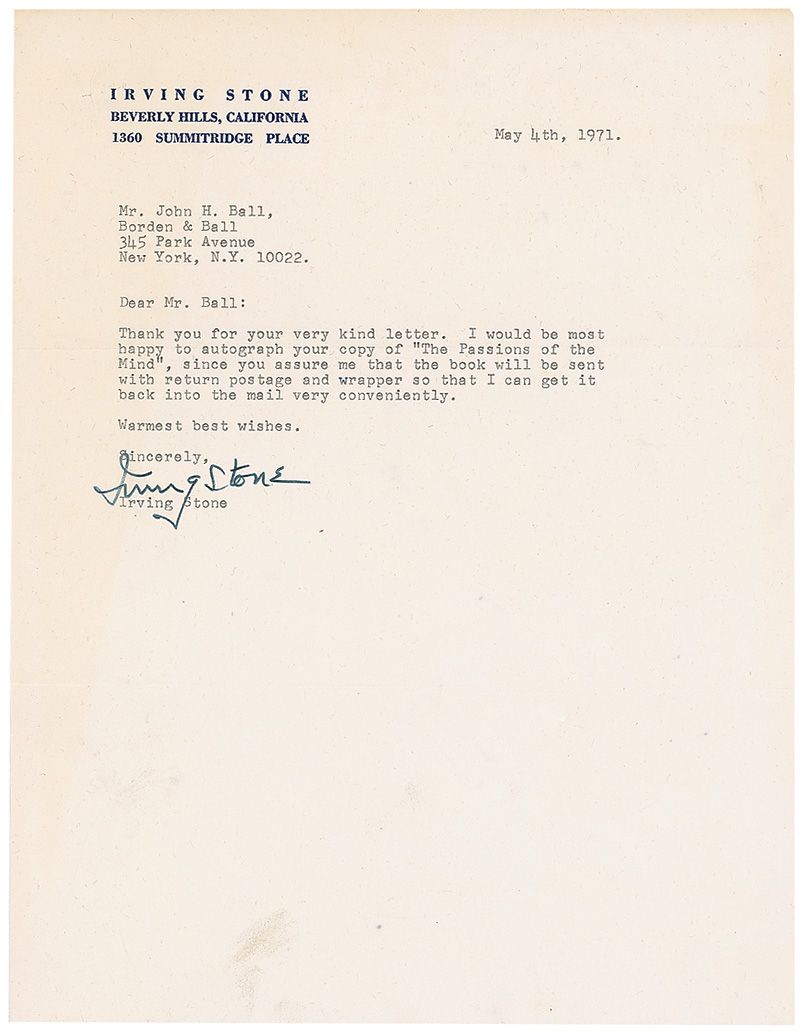 IRVING STONE
BEVERLY HILLS, CALIFORNIA
1360 SUMMITRIDGE PLACE
May 4th, 1971.
Mr. John H. Ball,
Borden & Ball
345 Park Avenue
New York, N.Y. 10022.
Dear Mr. Ball:
Thank you for your very kind letter. I would be most
happy to autograph your copy of "The Passions of the
Mind", since you assure me that the book will be sent
with return postage and wrapper so that I can get it
back into the mail very conveniently.
Warmest best wishes.
Sincerely,
Irving Stone
Irving Stone